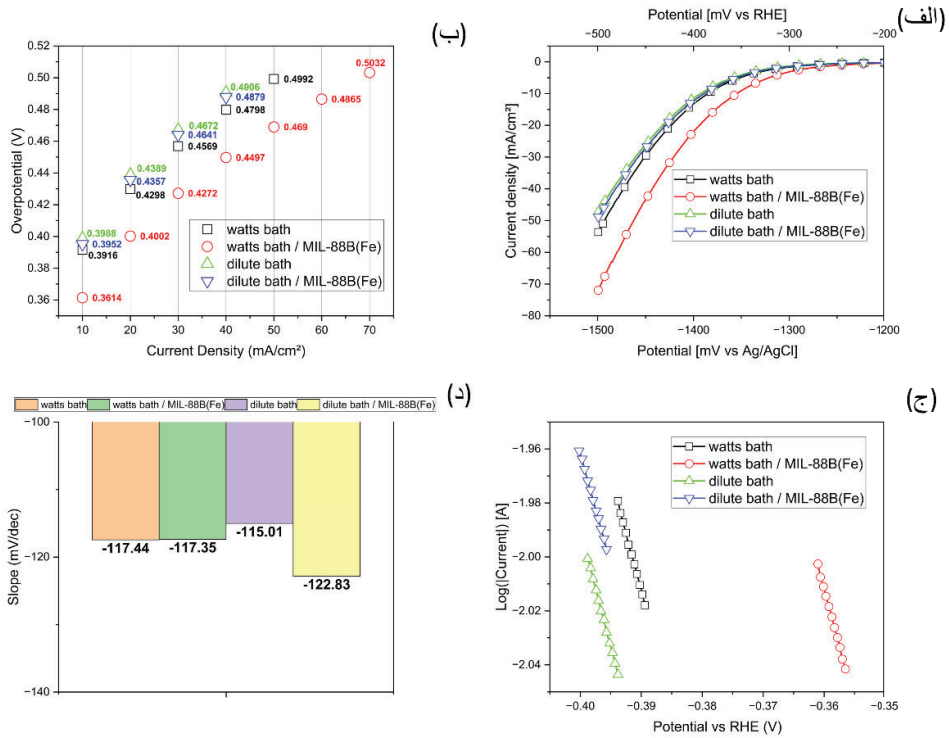 (ب)
0.52
0.50
0.48
0.46
0.44
0.42
0.40
0.38
0.36
Overpotential (V)
0.5032
0.4992
0.4906
0.4879
0.4865
0.4798
0.4672
0.4641
0.469
0.4569
0.4497
0.4389
0.4357
0.4298
0.4272
0.3988
0.3952
0.3916
0.4002
0.3614
watts bath
watts bath / MIL-88B(Fe)
dilute bath
dilute bath / MIL-88B(Fe)
10 20 30 40 50 60 70
Current Density (mA/cm²)
(الف)
Potential [mV vs RHE]
−500 −400 −300 −200
0
−10
−20
−30
−40
−50
−60
−70
−80
Current density [mA/cm²]
watts bath
watts bath / MIL-88B(Fe)
dilute bath
dilute bath / MIL-88B(Fe)
−1500 −1400 −1300 −1200
Potential [mV vs Ag/AgCl]
(د)
watts bath watts bath / MIL-88B(Fe) dilute bath dilute bath / MIL-88B(Fe)
−100
−120
−140
Slope (mV/dec)
-117.44
-117.35
-115.01
-122.83
(ج)
−1.96
−1.98
−2.00
−2.02
−2.04
Log(|Current|) [A]
watts bath
watts bath / MIL-88B(Fe)
dilute bath
dilute bath / MIL-88B(Fe)
−0.40 −0.39 −0.38 −0.37 −0.36 −0.35
Potential vs RHE (V)